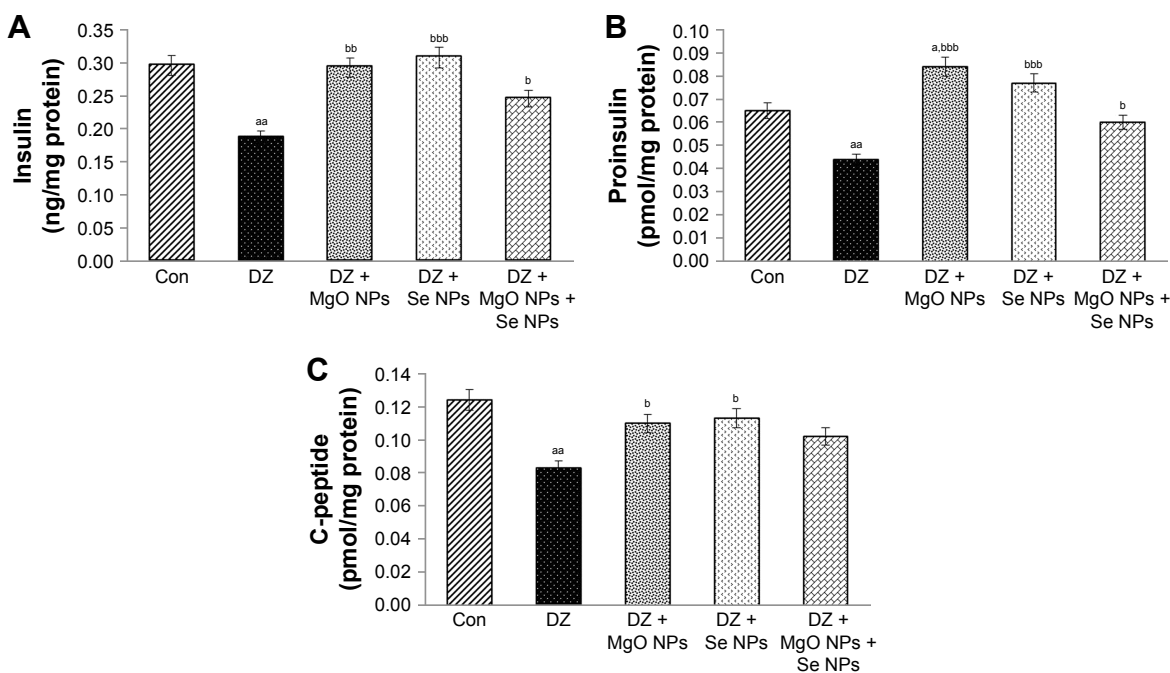 A
Insulin
(ng/mg protein)
0.35
0.30
0.25
0.20
0.15
0.10
0.05
0.00
aa
bb
bbb
b
Con
DZ
DZ +
MgO NPs
DZ +
Se NPs
DZ +
MgO NPs +
Se NPs
B
Proinsulin
(pmol/mg protein)
0.10
0.09
0.08
0.07
0.06
0.05
0.04
0.03
0.02
0.01
0.00
aa
a,bbb
bbb
b
Con
DZ
DZ +
MgO NPs
DZ +
Se NPs
DZ +
MgO NPs +
Se NPs
C
C-peptide
(pmol/mg protein)
0.14
0.12
0.10
0.08
0.06
0.04
0.02
0.00
aa
b
b
Con
DZ
DZ +
MgO NPs
DZ +
Se NPs
DZ +
MgO NPs +
Se NPs